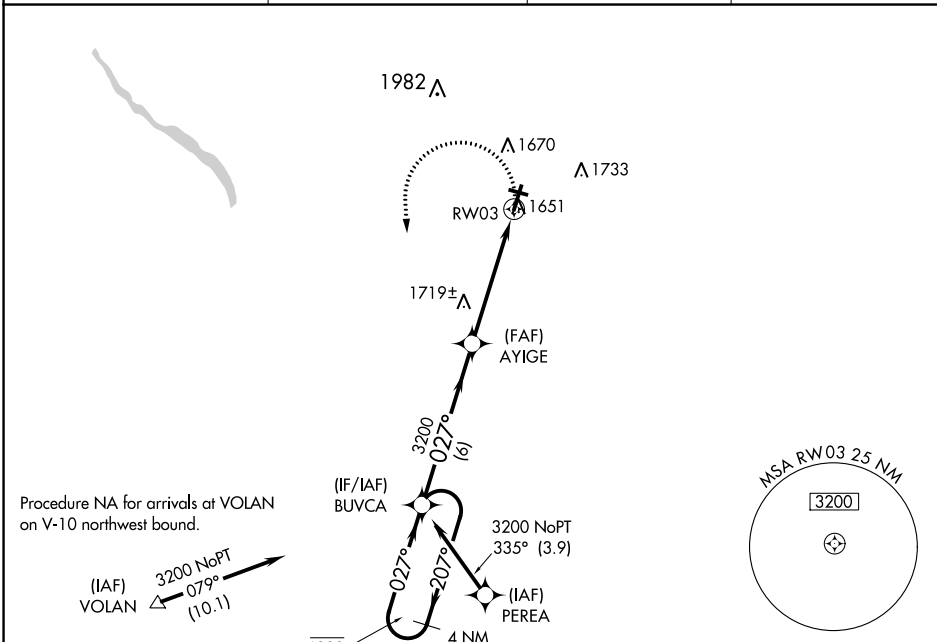 1982
1670
1733
RW03
1651
1719±
(FAF)
AYIGE
3200
027°
(6)
(IF/IAF)
BUVCA
Procedure NA for arrivals at VOLAN
on V-10 northwest bound.
3200 NoPT
079°
(10.1)
(IAF)
VOLAN
3200 NoPT
335° (3.9)
027°
207°
(IAF)
PEREA
4 NM
MSA RW03 25 NM
3200